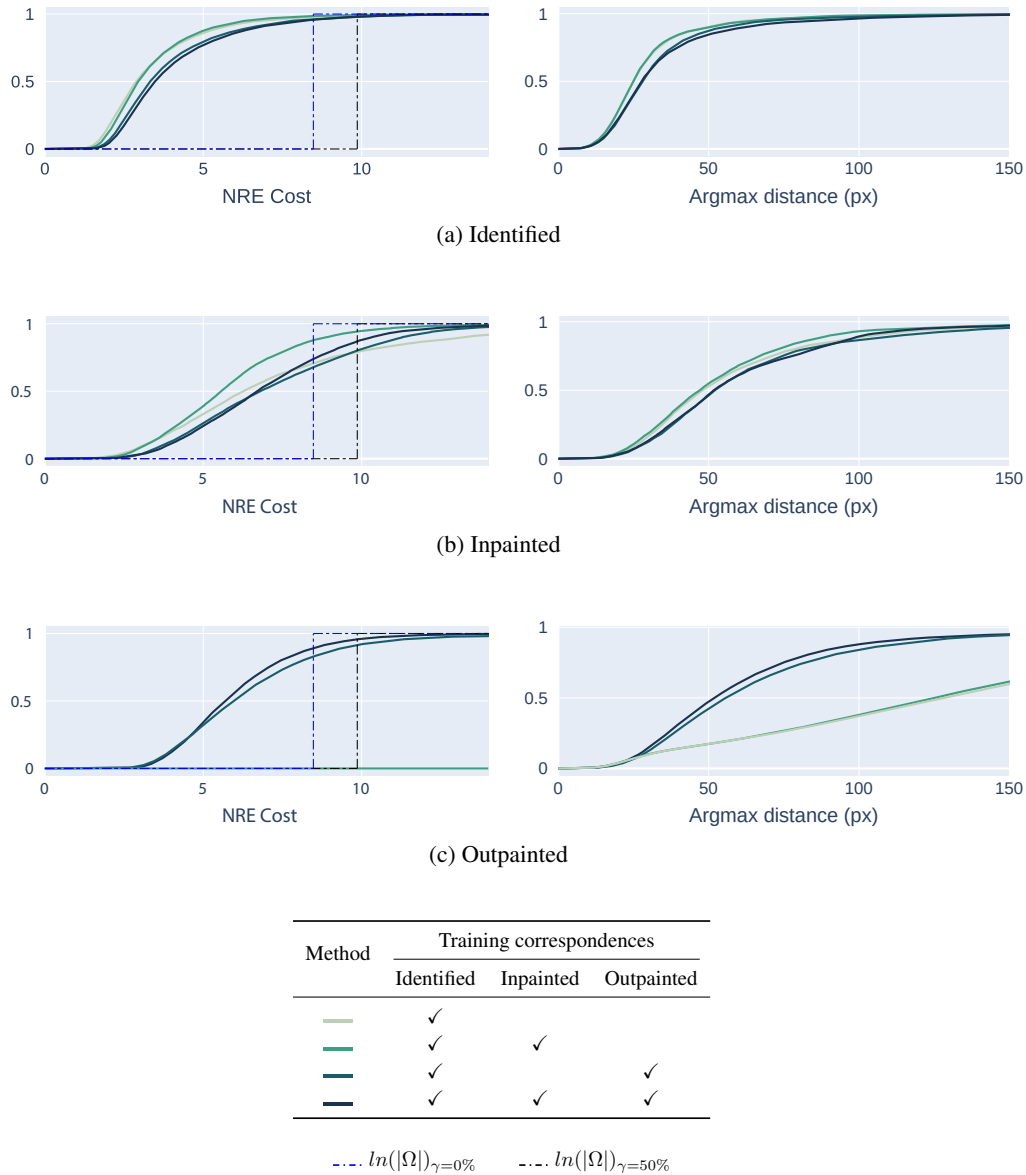 1
0.5
0
0 5 10
NRE Cost
1
0.5
0
0 50 100 150
Argmax distance (px)
(a) Identified
1
0.5
0
0 5 10
NRE Cost
1
0.5
0
0 50 100 150
Argmax distance (px)
(b) Inpainted
1
0.5
0
0 5 10
NRE Cost
1
0.5
0
0 50 100 150
Argmax distance (px)
(c) Outpainted
Method Training correspondences
Identified Inpainted Outpainted
✓
✓ ✓
✓ ✓
✓ ✓ ✓
ln(|Ω|)γ=0% ln(|Ω|)γ=50%